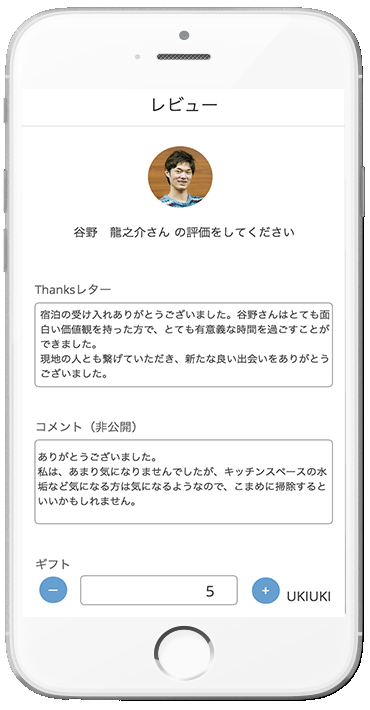 レビュー
谷野　龍之介さん の評価をしてください
Thanksレター
宿泊の受け入れありがとうございました。谷野さんはとても面
白い価値観を持った方で、とても有意義な時間を過ごすことが
できました。
現地の人とも繋げていただき、新たな良い出会いをありがとう
ございました。
コメント（非公開）
ありがとうございました。
私は、あまり気になりませんでしたが、キッチンスペースの水
垢など気になる方は気になるようなので、こまめに掃除すると
いいかもしれません。
ギフト
− 5 + UKIUKI